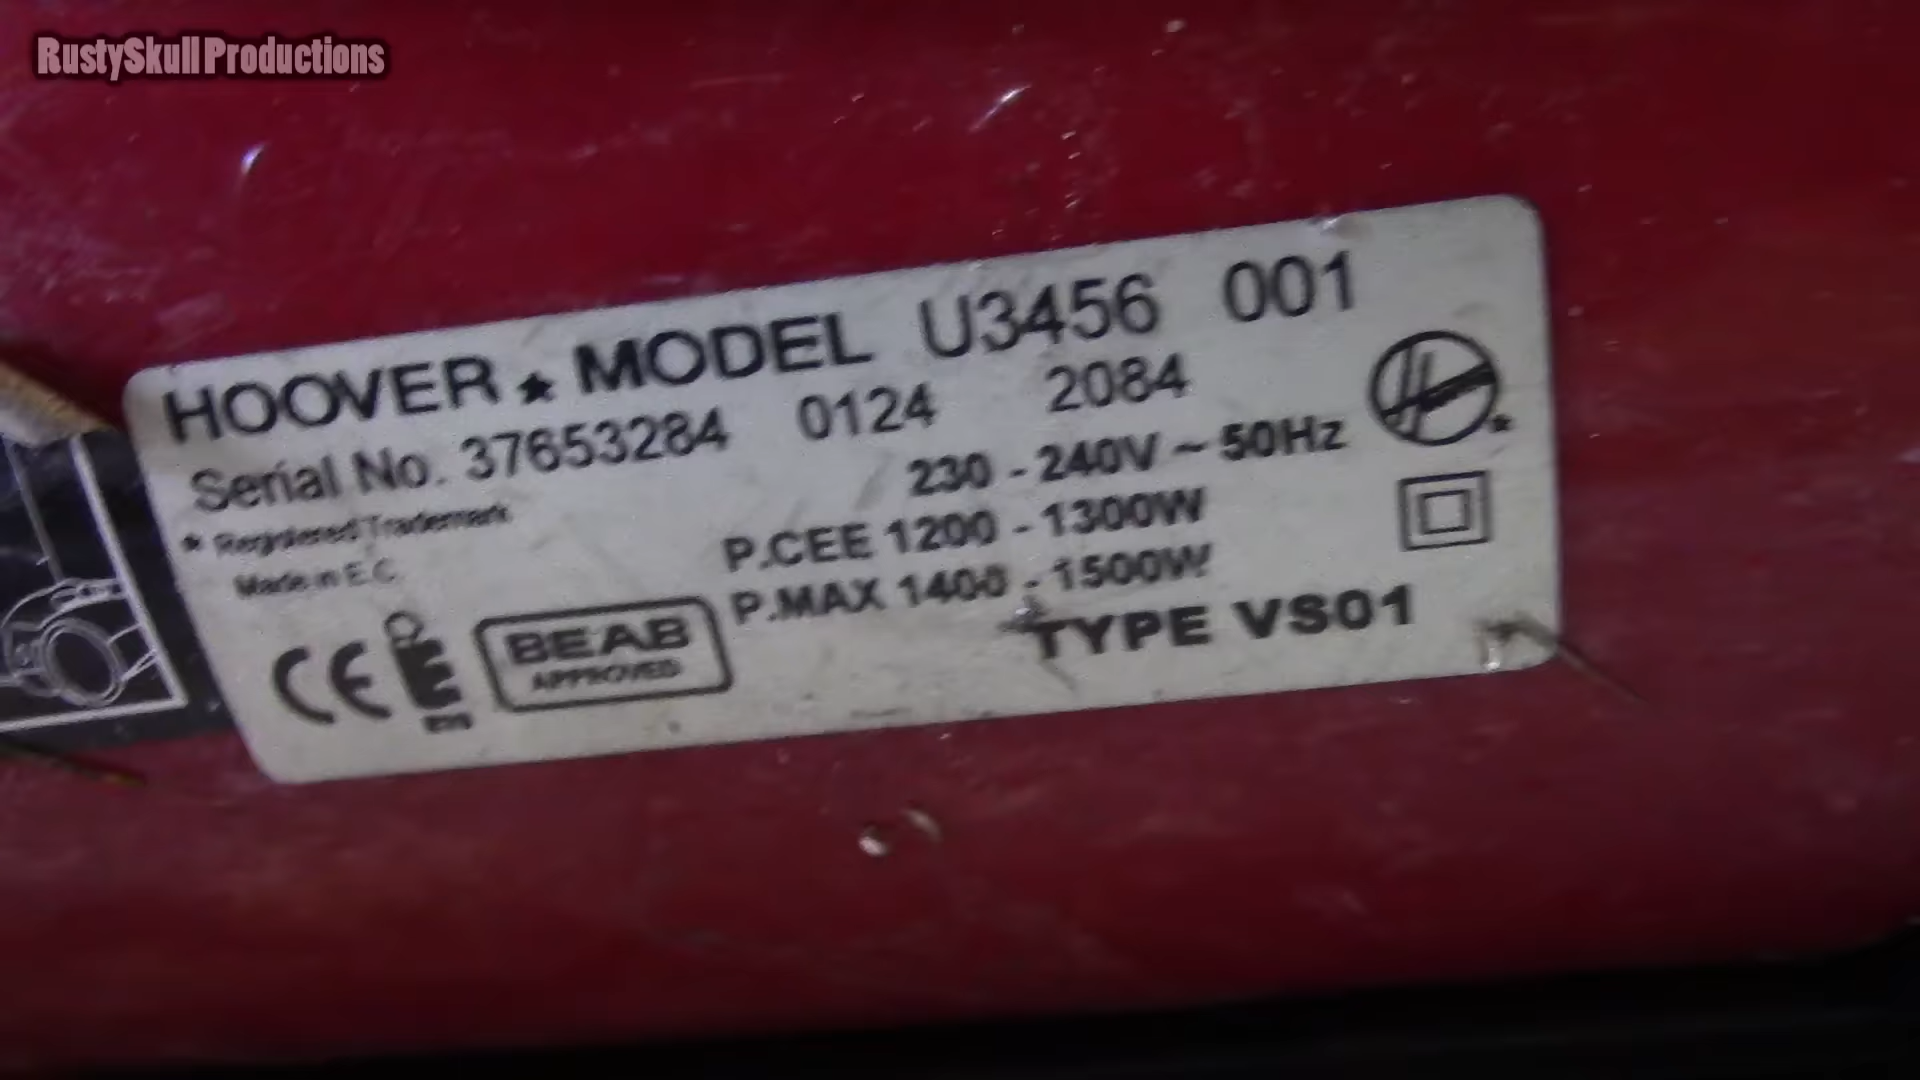 RustySkull Productions
HOOVER ★ MODEL U3456 001
Serial No. 37653284 0124 2084
230 - 240V ~ 50Hz
* Registered Trademark
P.CEE 1200 - 1300W
Made in E.C.
P.MAX 1400 - 1500W
TYPE VS01
CE
BEAB
APPROVED